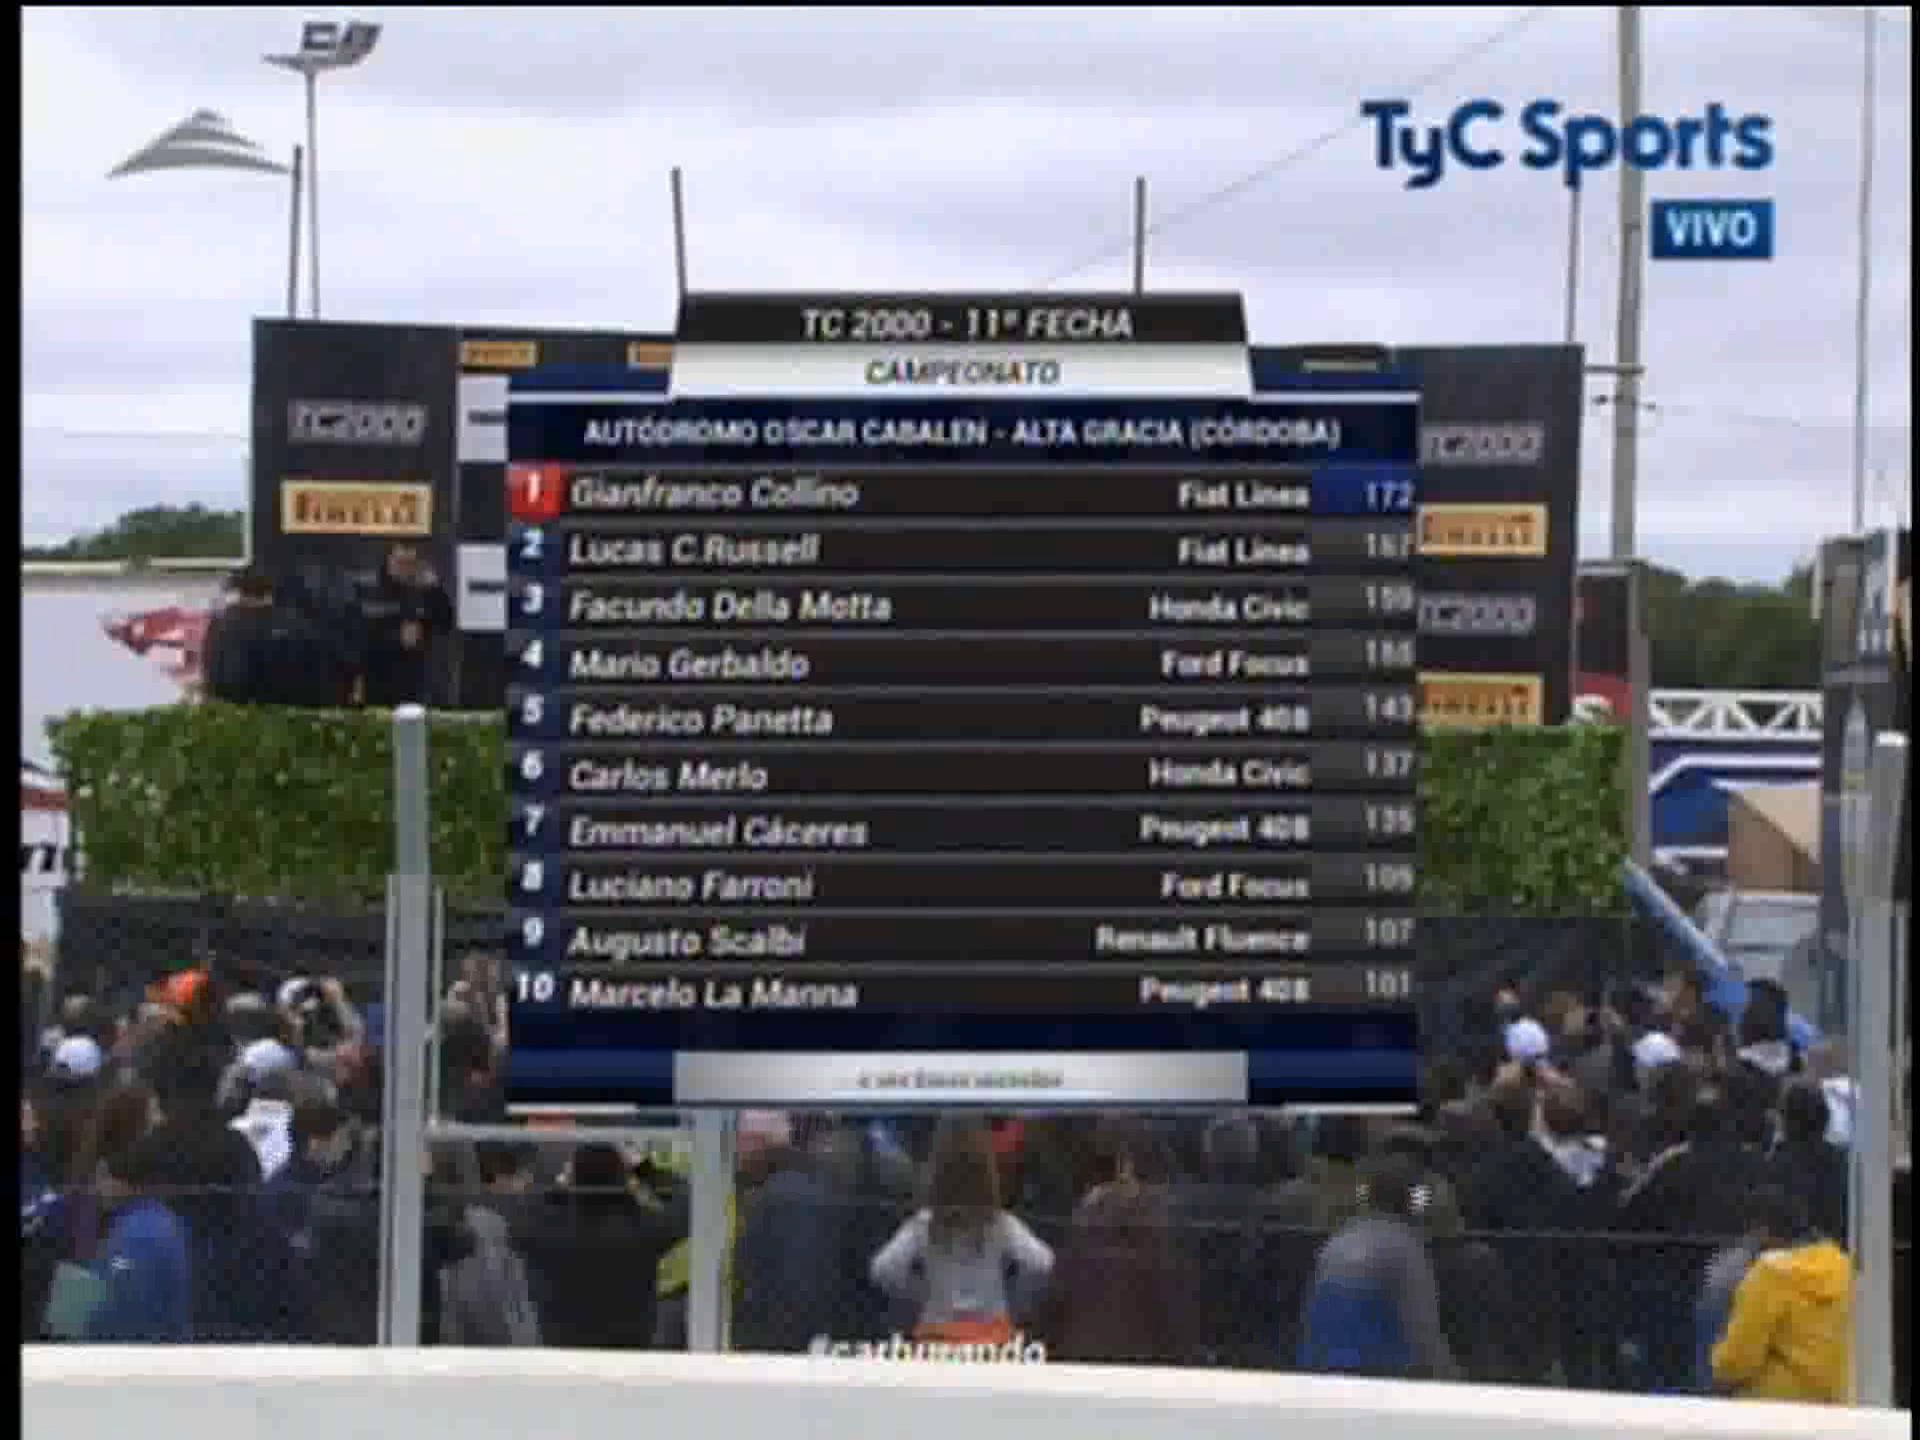 TyC Sports
VIVO
TC 2000 - 11ª FECHA
CAMPEONATO
AUTÓDROMO OSCAR CABALEN - ALTA GRACIA (CÓRDOBA)
1 Gianfranco Collino Fiat Linea 172
2 Lucas C.Russell Fiat Linea
3 Facundo Della Motta Honda Civic
4 Mario Gerbaldo Ford Focus
5 Federico Panetta Peugeot 408 143
6 Carlos Merlo Honda Civic 137
7 Emmanuel Cáceres Peugeot 408 135
8 Luciano Farroni Ford Focus 109
9 Augusto Scalbi Renault Fluence 107
10 Marcelo La Manna Peugeot 408 101
TC2000
PIRELLI
TC2000
PIRELLI
TC2000
PIRELLI
#carburando